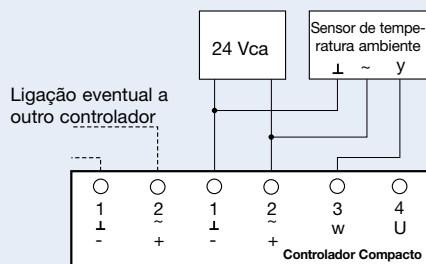 24 Vca
Sensor de tempe-
ratura ambiente
⊥ ~ y
Ligação eventual a
outro controlador
1 2 1 2 3 4
⊥ ~ ⊥ ~ w U
- + - +
Controlador Compacto